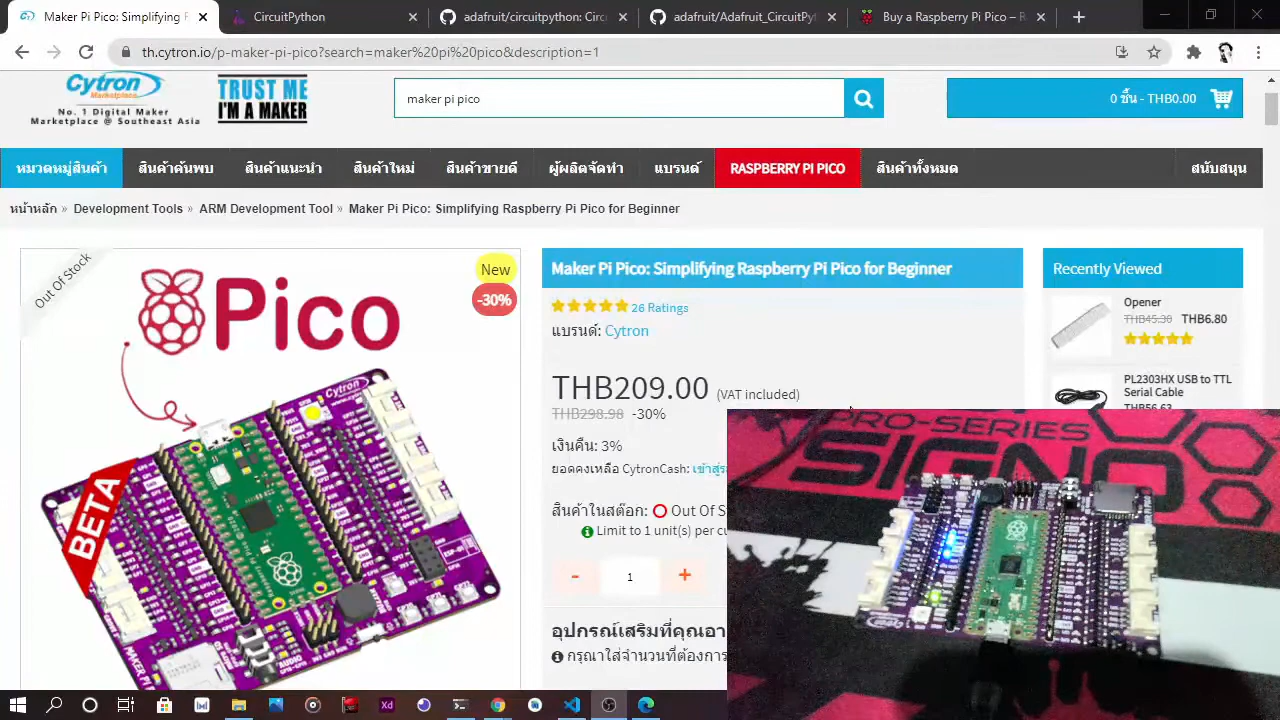 Maker Pi Pico: Simplifying F
CircuitPython
adafruit/circuitpython: Circ
adafruit/Adafruit_CircuitPy
Buy a Raspberry Pi Pico – R
th.cytron.io/p-maker-pi-pico?search=maker%20pi%20pico&description=1
Cytron
Marketplace
No. 1 Digital Maker
Marketplace @ Southeast Asia
TRUST ME
I'M A MAKER
maker pi pico
0 ชิ้น - THB0.00
หมวดหมู่สินค้า
สินค้าค้นพบ
สินค้าแนะนำ
สินค้าใหม่
สินค้าขายดี
ผู้ผลิตจัดทำ
แบรนด์
RASPBERRY PI PICO
สินค้าทั้งหมด
สนับสนุน
หน้าหลัก » Development Tools » ARM Development Tool » Maker Pi Pico: Simplifying Raspberry Pi Pico for Beginner
Out Of Stock
New
-30%
Pico
Cytron
BETA
AUDIO
Maker Pi Pico: Simplifying Raspberry Pi Pico for Beginner
26 Ratings
แบรนด์: Cytron
THB209.00 (VAT included)
THB298.98 -30%
เงินคืน: 3%
ยอดคงเหลือ CytronCash: เข้าสู่ระ
สินค้าในสต๊อก: Out Of S
Limit to 1 unit(s) per cu
- 1 +
อุปกรณ์เสริมที่คุณอา
กรุณาใส่จำนวนที่ต้องการ
Recently Viewed
Opener
THB45.30 THB6.80
PL2303HX USB to TTL
Serial Cable
THB56.63
PRO-SERIES
SIGNO
Xd